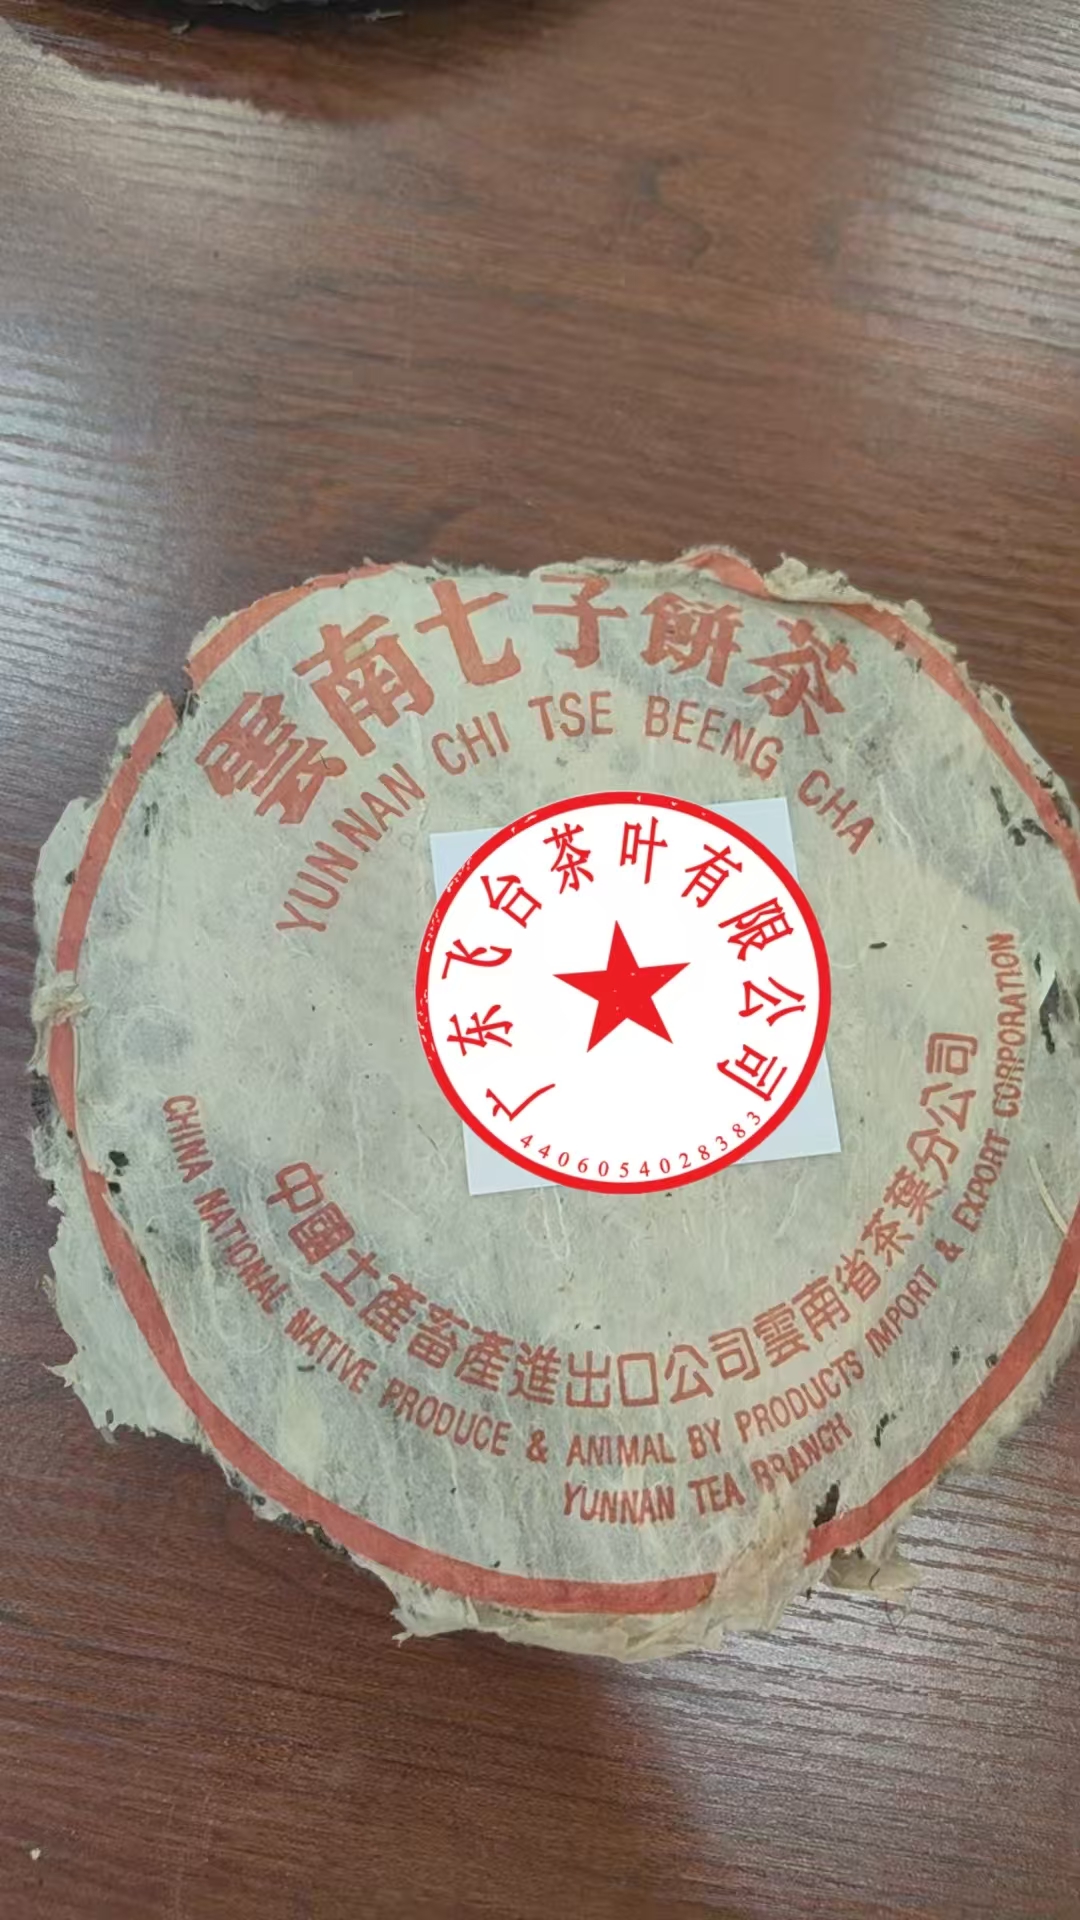 雲南七子餅茶
YUNNAN CHI TSE BEENG CHA
广东飞台茶叶有限公司
4406054028383
中國土產畜產進出口公司雲南省茶葉分公司
CHINA NATIONAL NATIVE PRODUCE & ANIMAL BY PRODUCTS IMPORT & EXPORT CORPORATION
YUNNAN TEA BRANCH